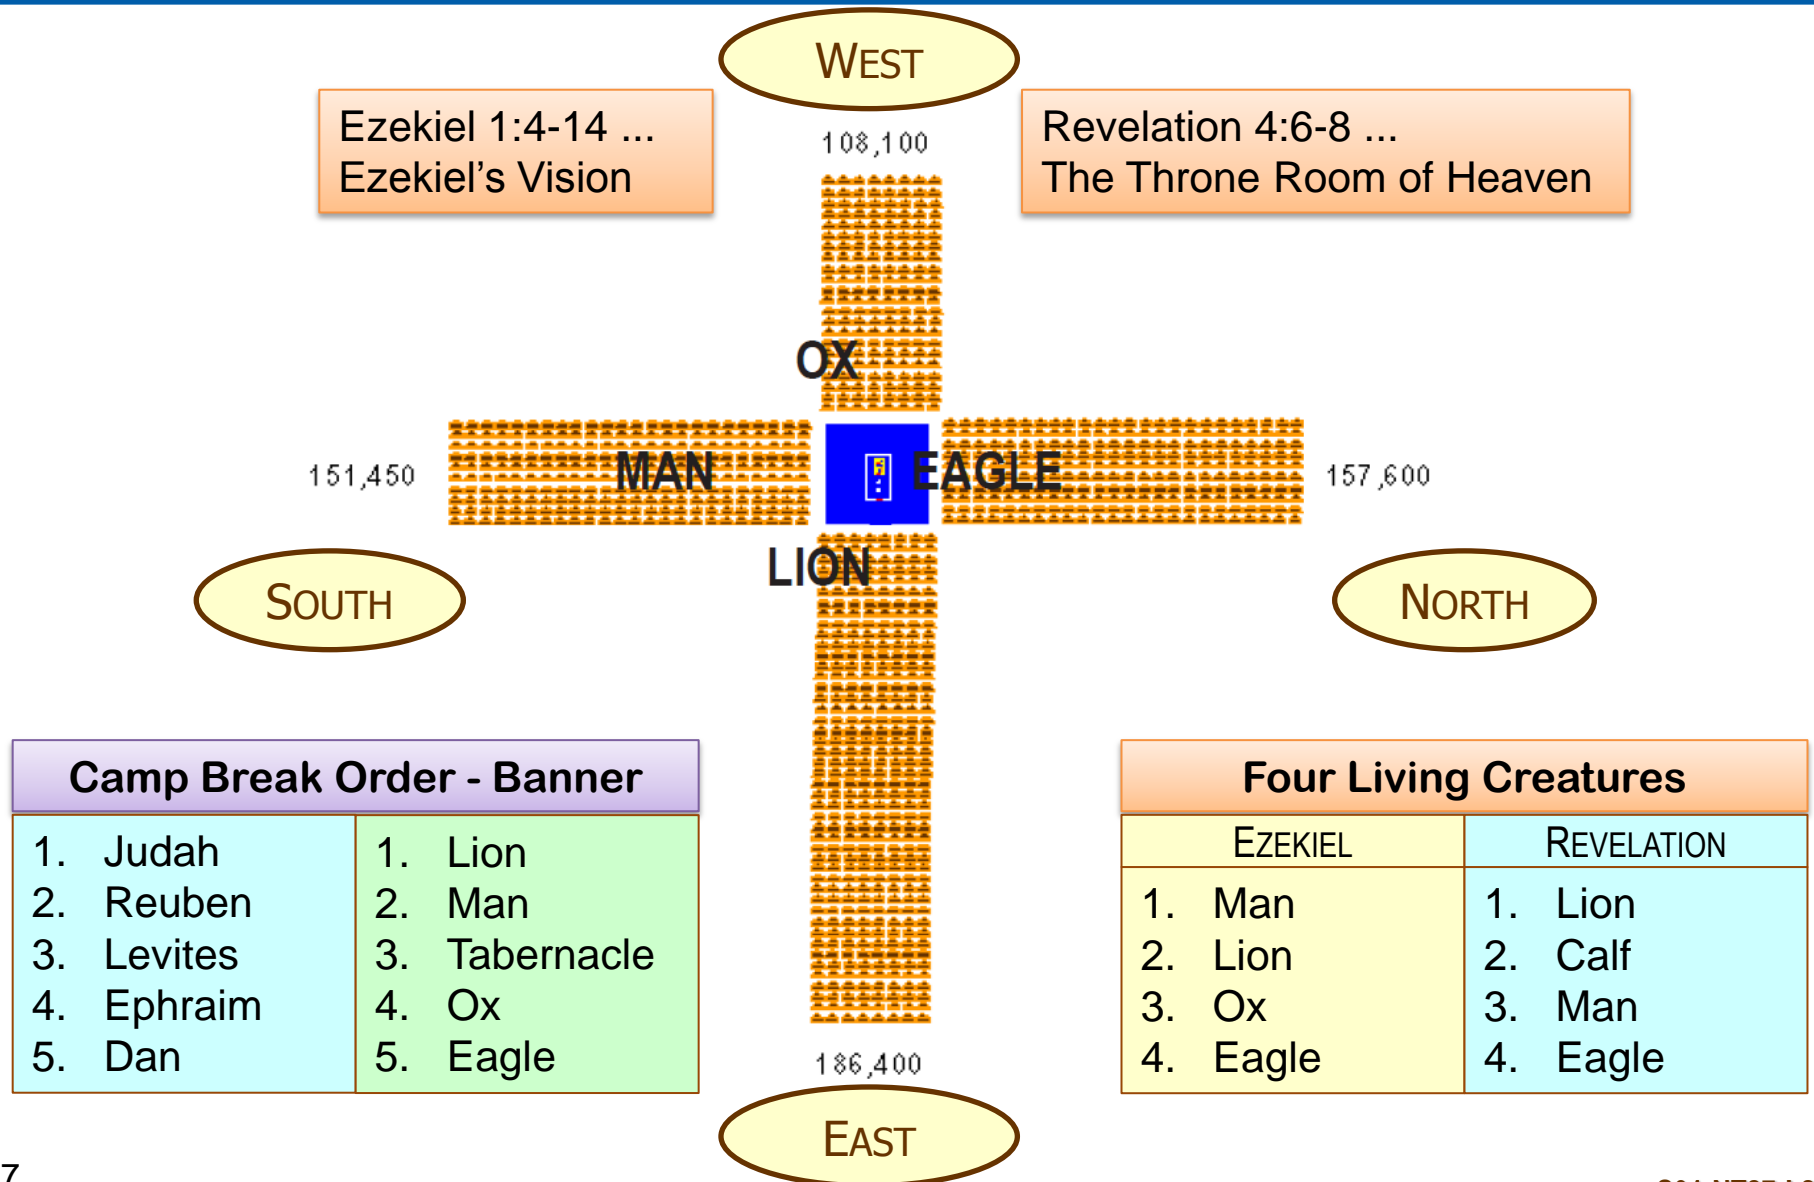 WEST
Ezekiel 1:4-14 ...
Ezekiel's Vision
108,100
Revelation 4:6-8 ...
The Throne Room of Heaven
OX
151,450
MAN
EAGLE
157,600
LION
SOUTH
NORTH
Camp Break Order - Banner
1. Judah
2. Reuben
3. Levites
4. Ephraim
5. Dan
1. Lion
2. Man
3. Tabernacle
4. Ox
5. Eagle
Four Living Creatures
EZEKIEL
1. Man
2. Lion
3. Ox
4. Eagle
REVELATION
1. Lion
2. Calf
3. Man
4. Eagle
186,400
EAST
7